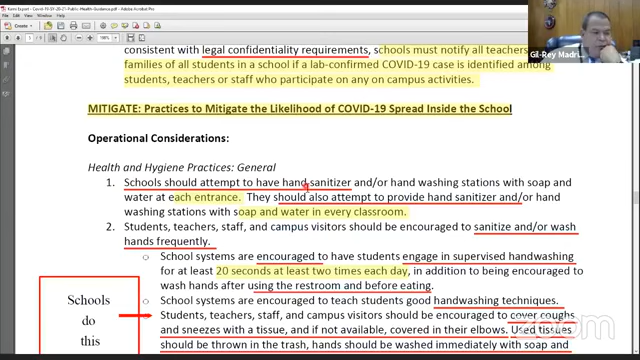 Karns Export - Covid-19-
Public-Health-Guidance.pdf - Adobe Acrobat Pro
File Edit View Window Help
Create
Gil-Rey Madri...
consistent with legal confidentiality requirements, schools must notify all teachers
families of all students in a school if a lab-confirmed COVID-19 case is identified among
students, teachers or staff who participate on any on campus activities.
MITIGATE: Practices to Mitigate the Likelihood of COVID-19 Spread Inside the School
Operational Considerations:
Health and Hygiene Practices: General
1. Schools should attempt to have hand sanitizer and/or hand washing stations with soap and
water at each entrance. They should also attempt to provide hand sanitizer and/or hand
washing stations with soap and water in every classroom.
2. Students, teachers, staff, and campus visitors should be encouraged to sanitize and/or wash
hands frequently.
○ School systems are encouraged to have students engage in supervised handwashing
for at least 20 seconds at least two times each day, in addition to being encouraged to
wash hands after using the restroom and before eating.
○ School systems are encouraged to teach students good handwashing techniques.
Students, teachers, staff, and campus visitors should be encouraged to cover coughs
and sneezes with a tissue, and if not available, covered in their elbows. Used tissues
should be thrown in the trash, hands should be washed immediately with soap and
Schools
do
this
zoom